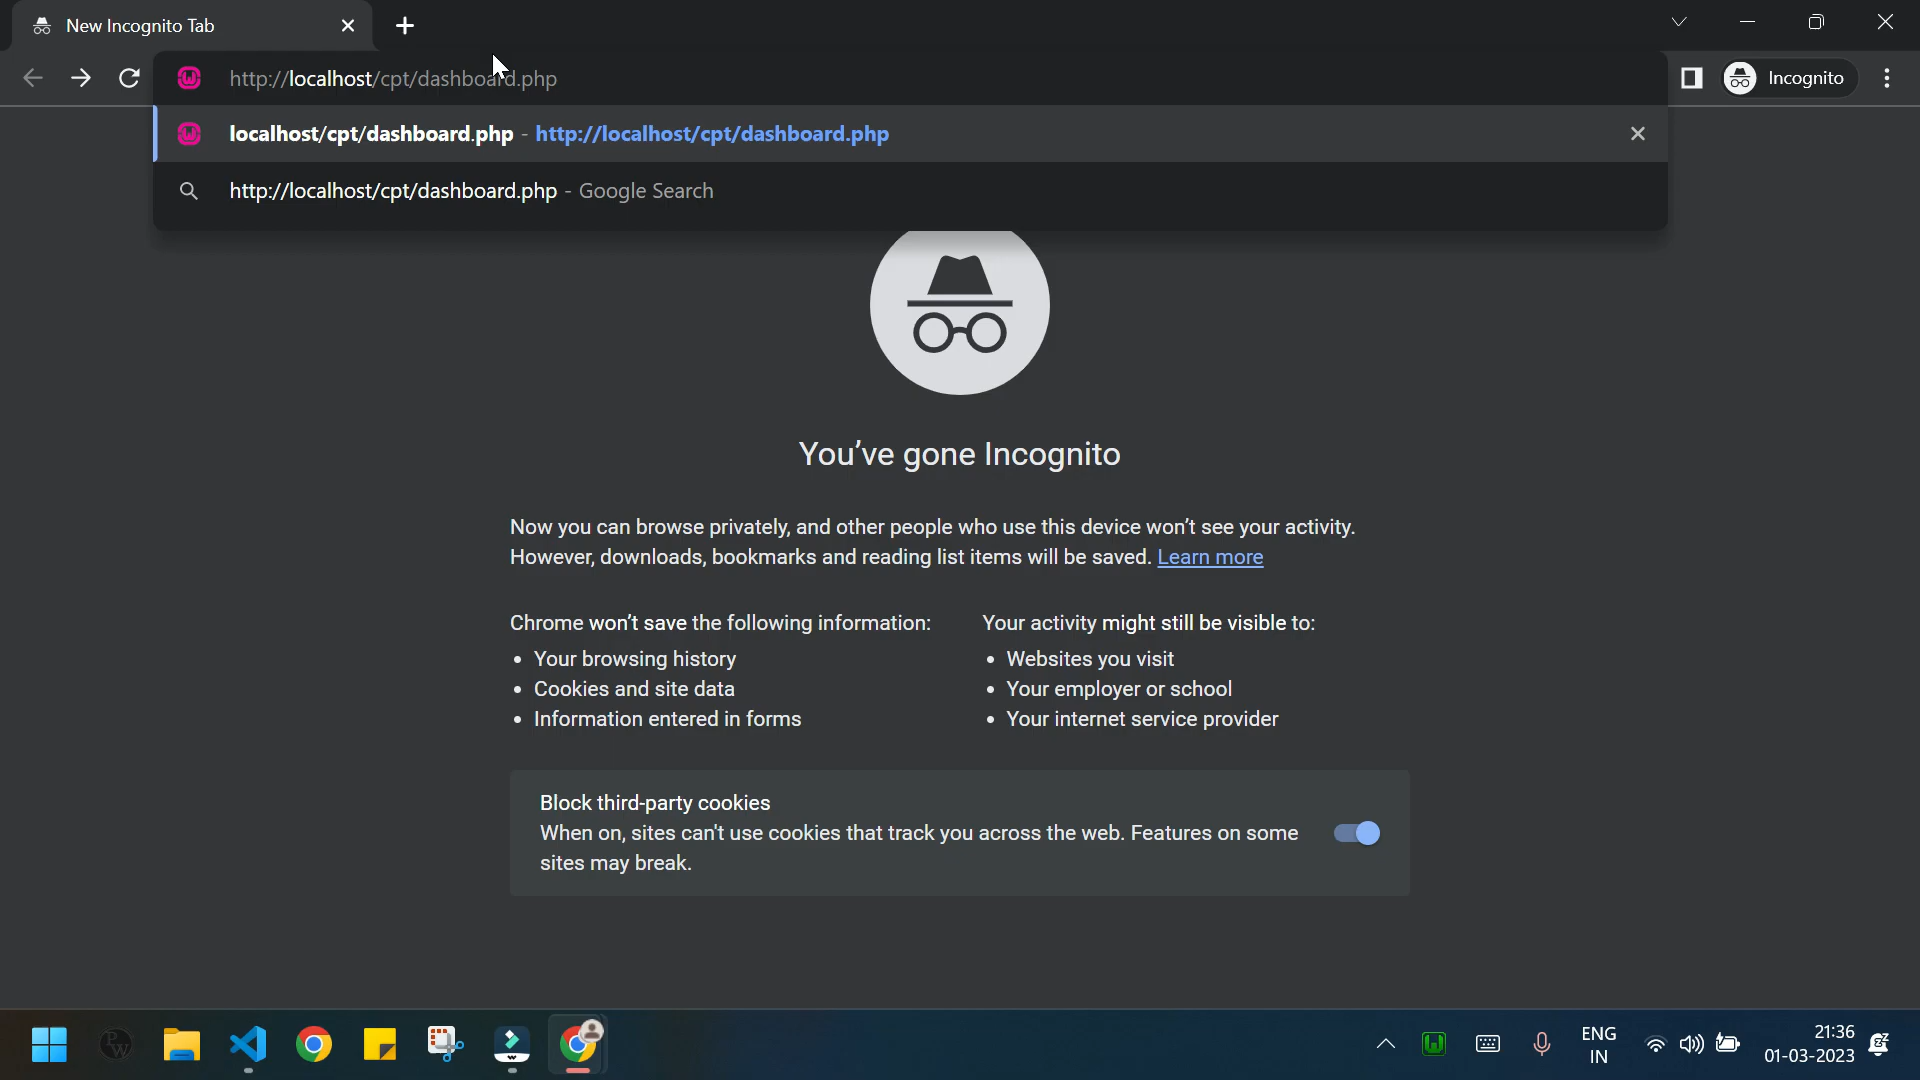 New Incognito Tab
http://localhost/cpt/dashboard.php
Incognito
localhost/cpt/dashboard.php - http://localhost/cpt/dashboard.php
http://localhost/cpt/dashboard.php - Google Search
You've gone Incognito
Now you can browse privately, and other people who use this device won't see your activity.
However, downloads, bookmarks and reading list items will be saved. Learn more
Chrome won't save the following information:
• Your browsing history
• Cookies and site data
• Information entered in forms
Your activity might still be visible to:
• Websites you visit
• Your employer or school
• Your internet service provider
Block third-party cookies
When on, sites can't use cookies that track you across the web. Features on some
sites may break.
PW
W
ENG
IN
21:36
01-03-2023